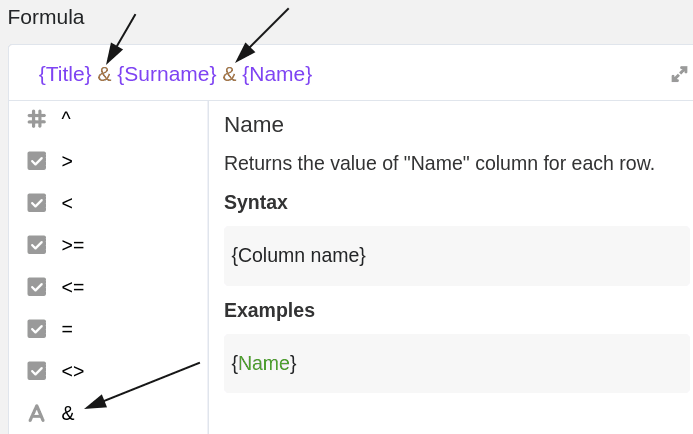 Formula
{Title} & {Surname} & {Name}
^
>
<
>=
<=
=
<>
&
Name
Returns the value of "Name" column for each row.
Syntax
{Column name}
Examples
{Name}